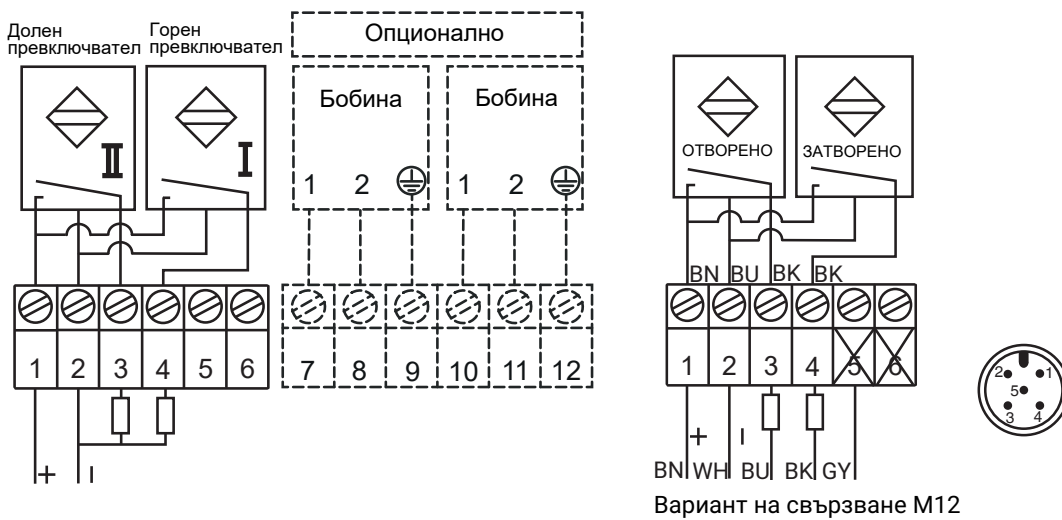 Долен
превключвател
Горен
превключвател
Опционално
II
I
Бобина
1 2
Бобина
1 2
1 2 3 4 5 6
7 8 9 10 11 12
+ −
ОТВОРЕНО
ЗАТВОРЕНО
BN BU BK BK
1 2 3 4 5 6
+ −
BN WH BU BK GY
2 1
5
3 4
Вариант на свързване M12